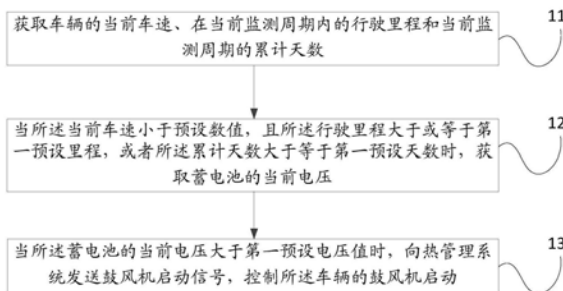 获取车辆的当前车速、在当前监测周期内的行驶里程和当前监
测周期的累计天数
11
当所述当前车速小于预设数值，且所述行驶里程大于或等于第
一预设里程，或者所述累计天数大于等于第一预设天数时，获
取蓄电池的当前电压
12
当所述蓄电池的当前电压大于第一预设电压值时，向热管理系
统发送鼓风机启动信号，控制所述车辆的鼓风机启动
13